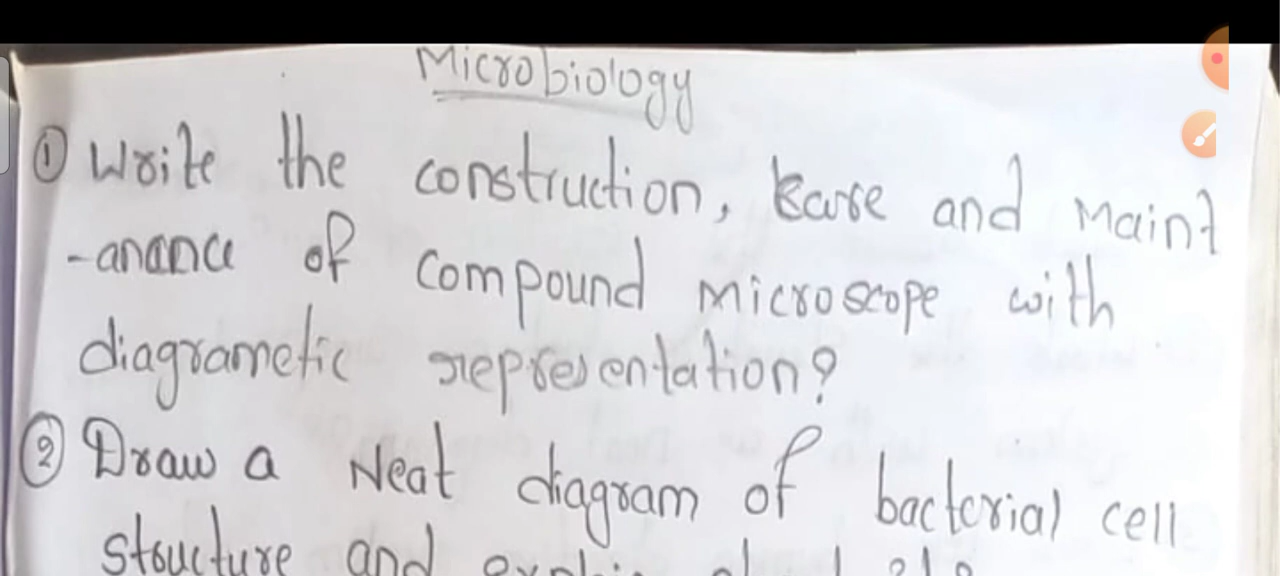 Microbiology
① Write the construction, care and Maint
-anance of compound Microscope with
diagrametic representation?
② Draw a Neat diagram of bacterial cell
structure and